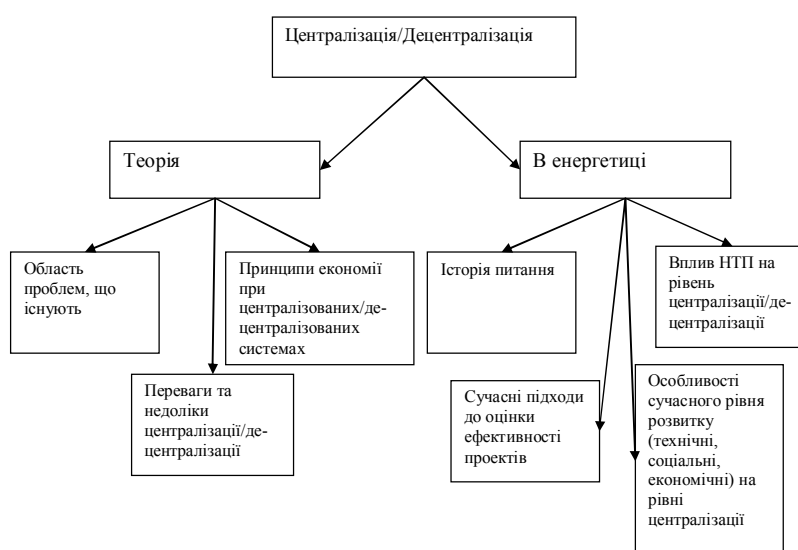 Централізація/Децентралізація
Теорія
В енергетиці
Область
проблем, що
існують
Принципи економії
при
централізованих/де-
централізованих
системах
Історія питання
Вплив НТП на
рівень
централізації/де-
централізації
Переваги та
недоліки
централізації/де-
централізації
Сучасні підходи
до оцінки
ефективності
проектів
Особливості
сучасного рівня
розвитку
(технічні,
соціальні,
економічні) на
рівні
централізації